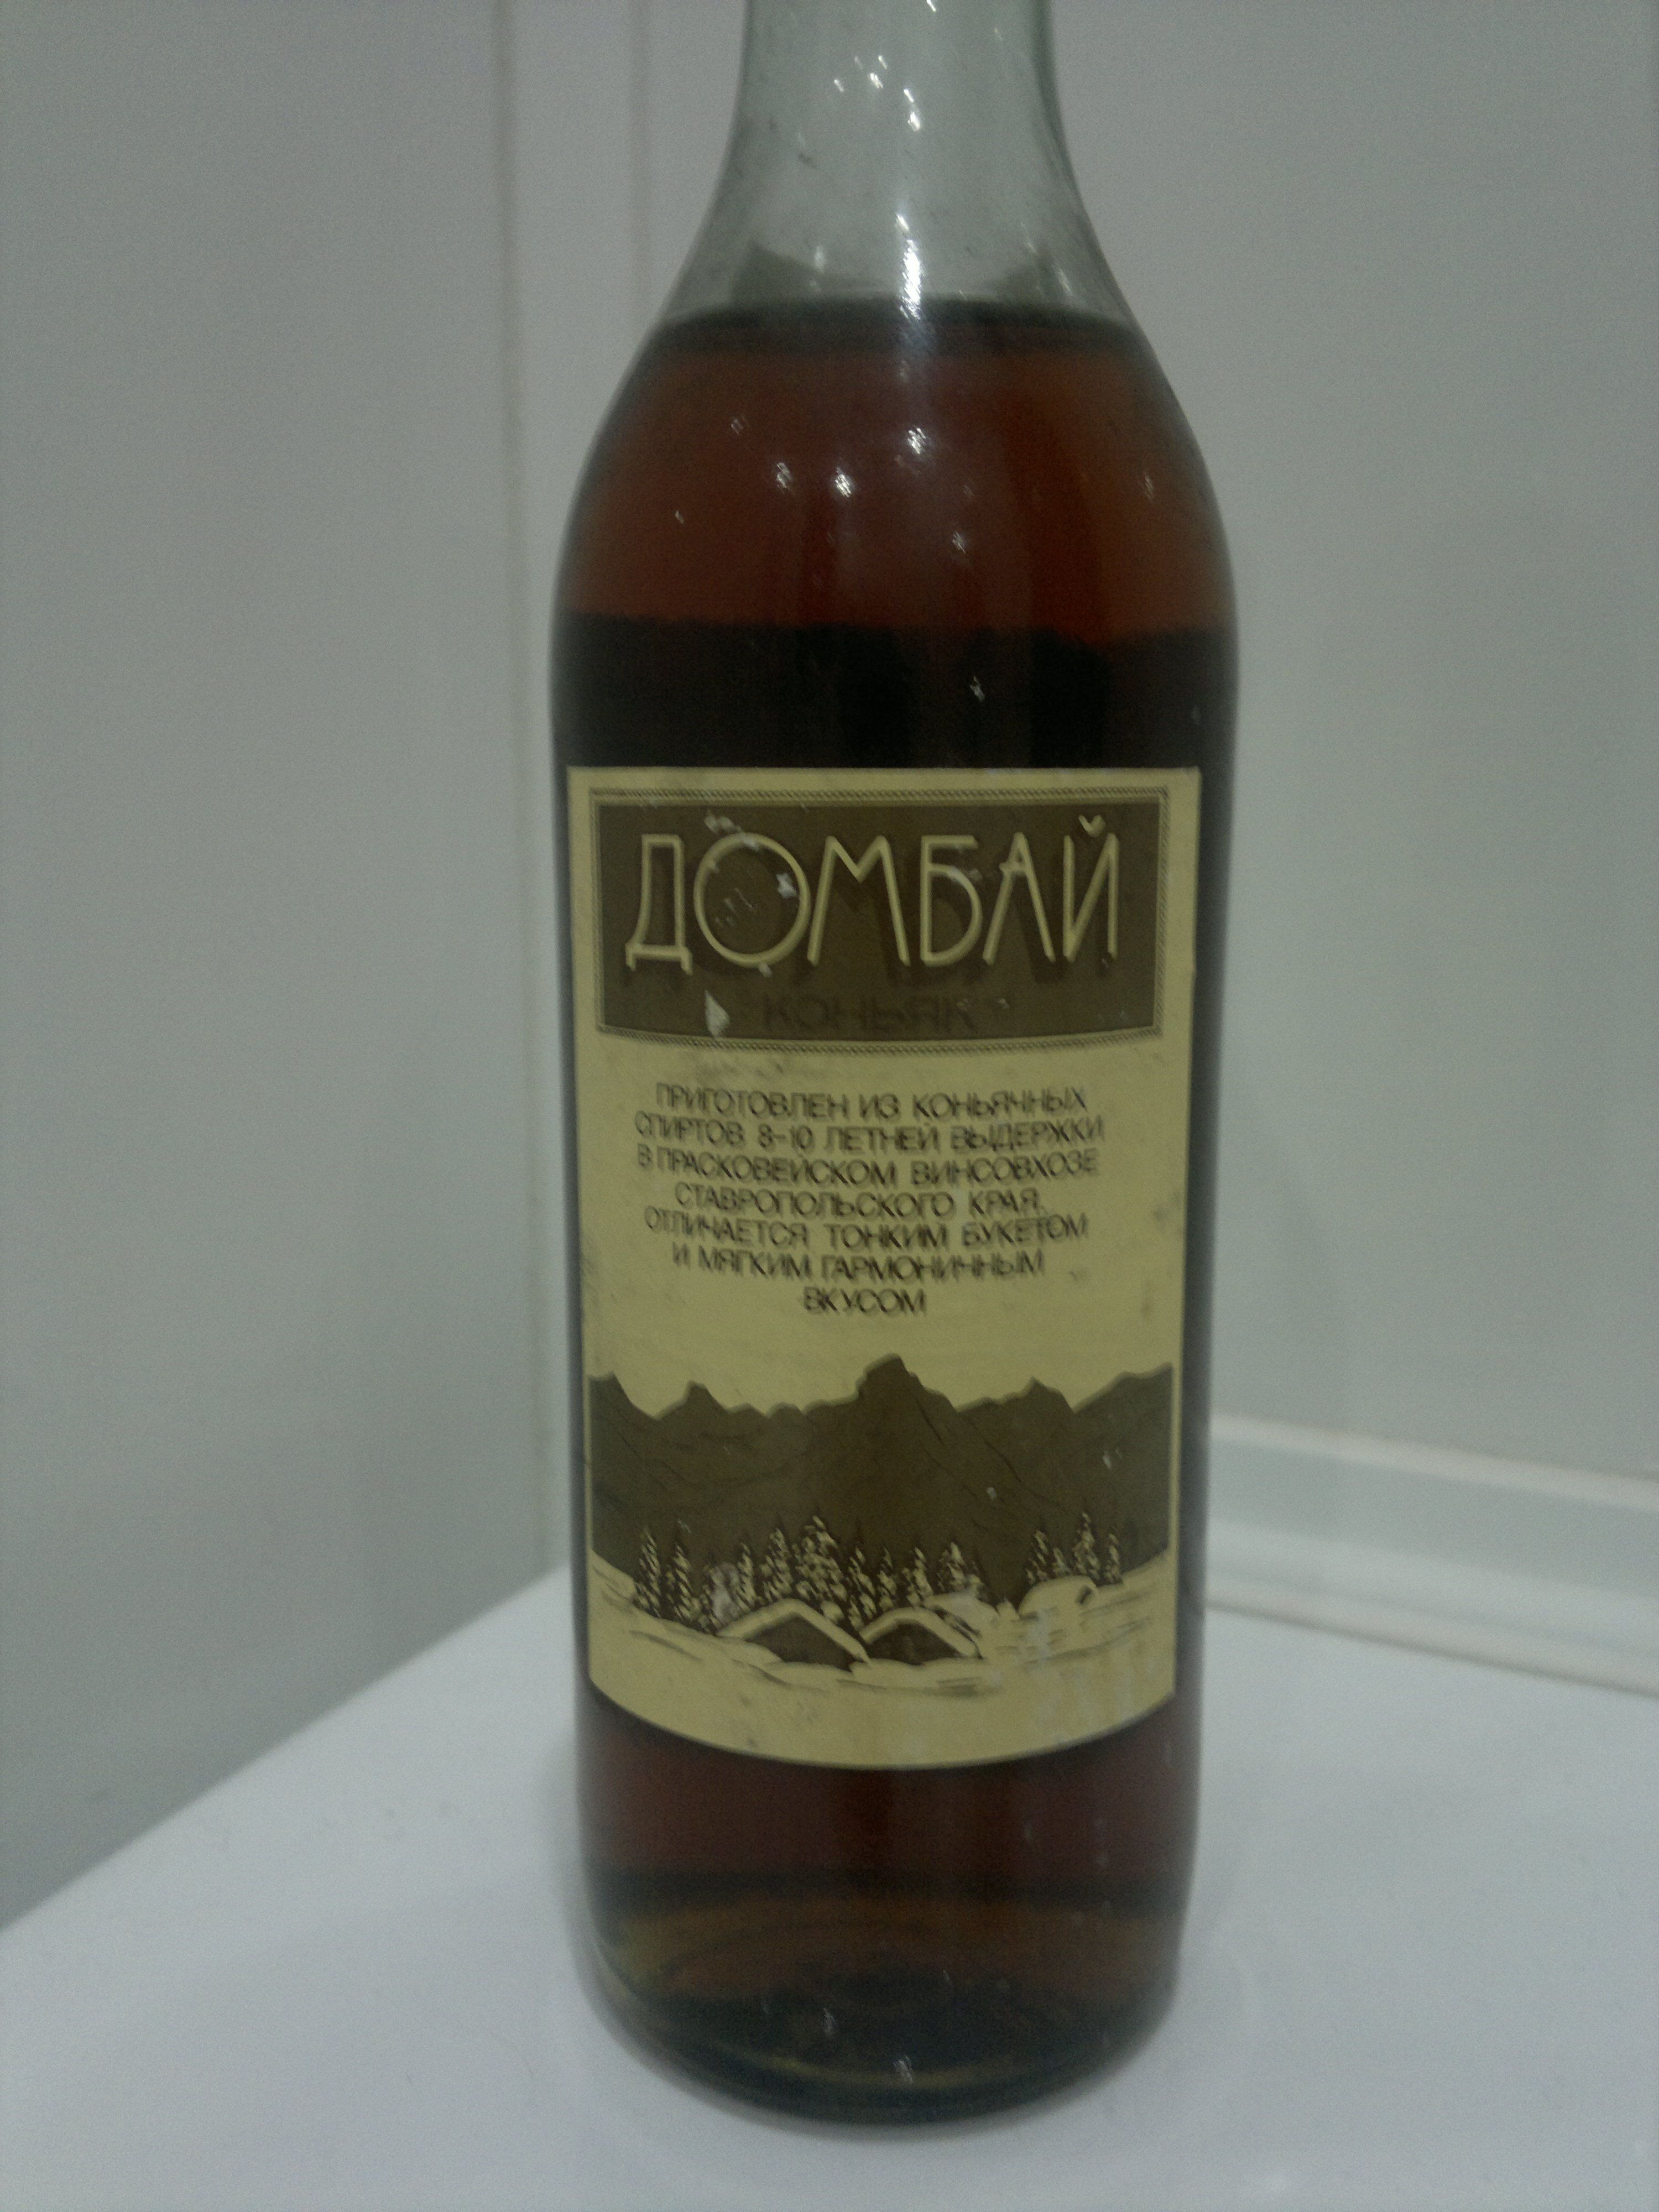 ДОМБАЙ
КОНЬЯК
ПРИГОТОВЛЕН ИЗ КОНЬЯЧНЫХ
СПИРТОВ 8-10 ЛЕТНЕЙ ВЫДЕРЖКИ
В ПРАСКОВЕЙСКОМ ВИНСОВХОЗЕ
СТАВРОПОЛЬСКОГО КРАЯ.
ОТЛИЧАЕТСЯ ТОНКИМ БУКЕТОМ
И МЯГКИМ ГАРМОНИЧНЫМ
ВКУСОМ